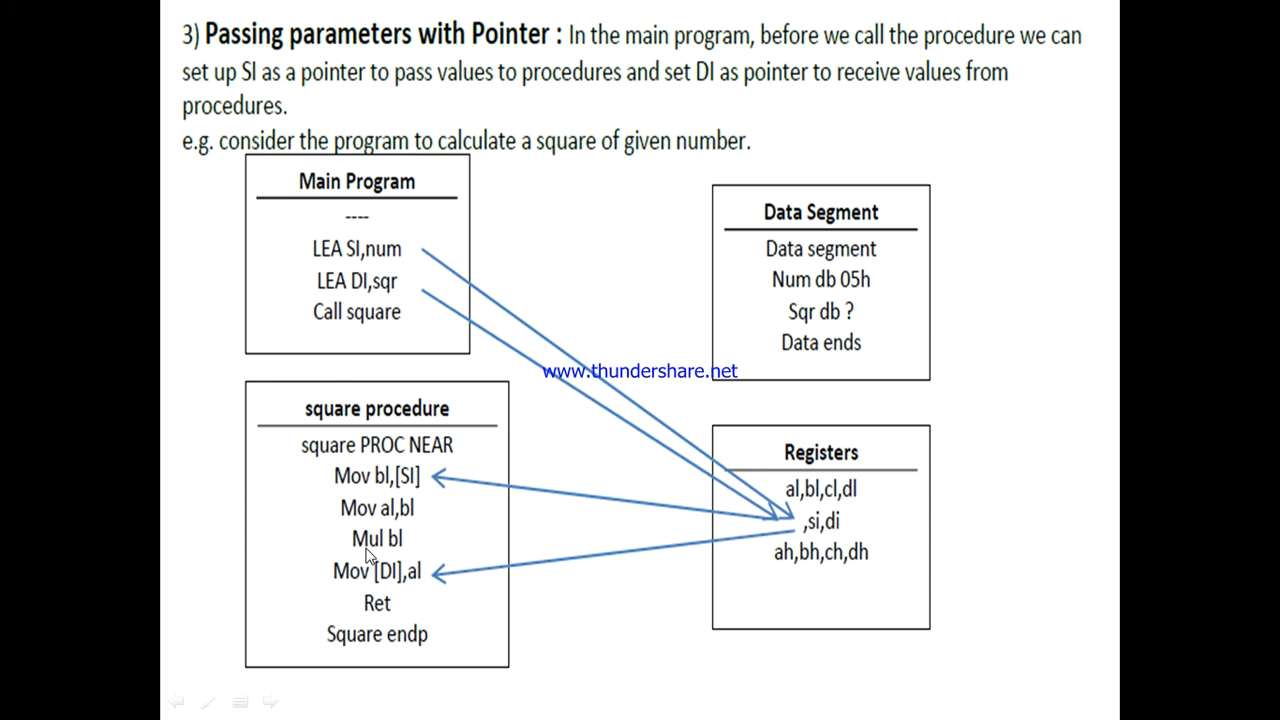 3) Passing parameters with Pointer : In the main program, before we call the procedure we can
set up SI as a pointer to pass values to procedures and set DI as pointer to receive values from
procedures.
e.g. consider the program to calculate a square of given number.
Main Program
----
LEA SI,num
LEA DI,sqr
Call square
Data Segment
Data segment
Num db 05h
Sqr db ?
Data ends
www.thundershare.net
square procedure
square PROC NEAR
Mov bl,[SI]
Mov al,bl
Mul bl
Mov [DI],al
Ret
Square endp
Registers
al,bl,cl,dl
,si,di
ah,bh,ch,dh